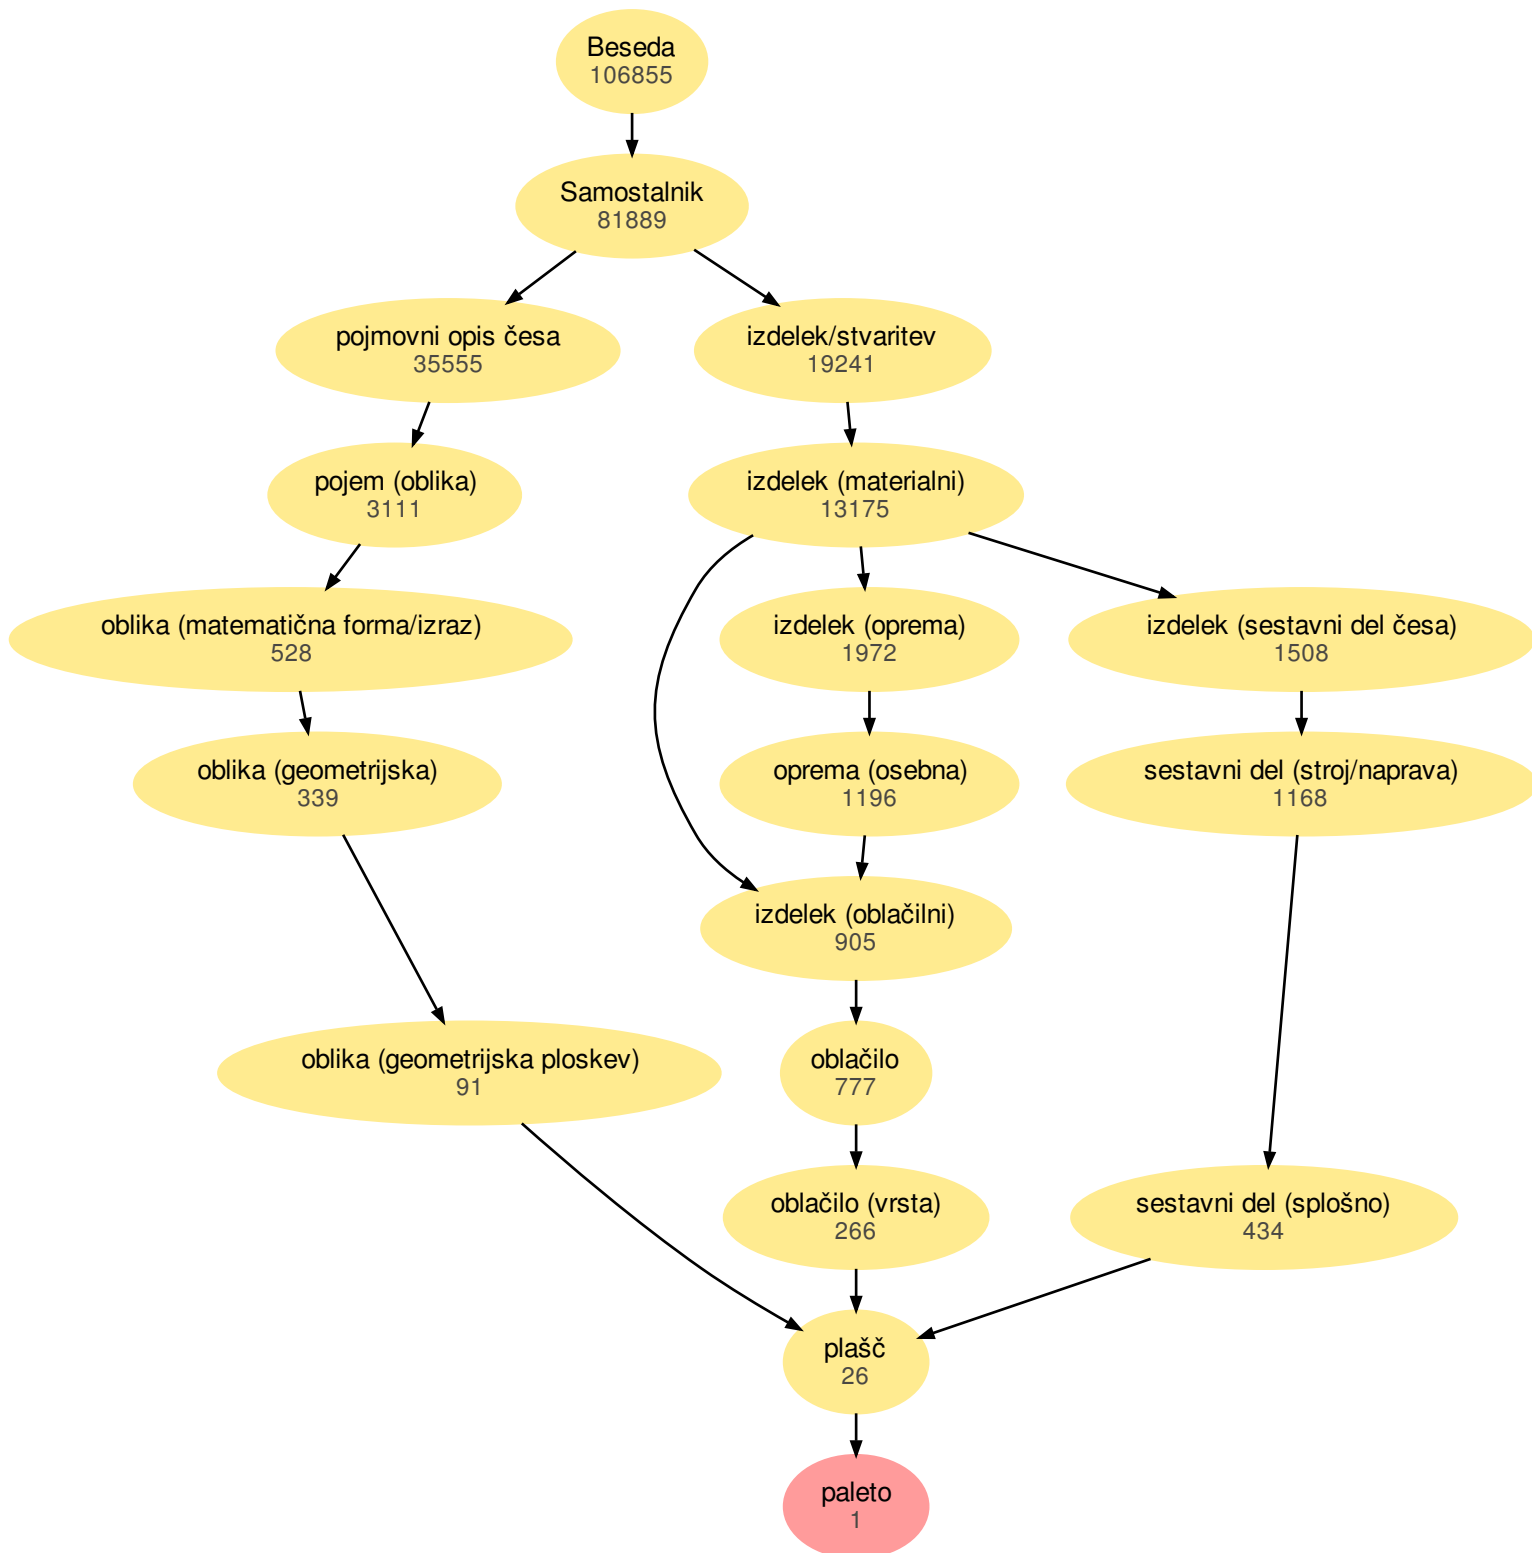 Beseda
106855
Samostalnik
81889
pojmovni opis česa
35555
izdelek/stvaritev
19241
pojem (oblika)
3111
izdelek (materialni)
13175
oblika (matematična forma/izraz)
528
izdelek (oprema)
1972
izdelek (sestavni del česa)
1508
oblika (geometrijska)
339
oprema (osebna)
1196
sestavni del (stroj/naprava)
1168
izdelek (oblačilni)
905
oblika (geometrijska ploskev)
91
oblačilo
777
oblačilo (vrsta)
266
sestavni del (splošno)
434
plašč
26
paleto
1